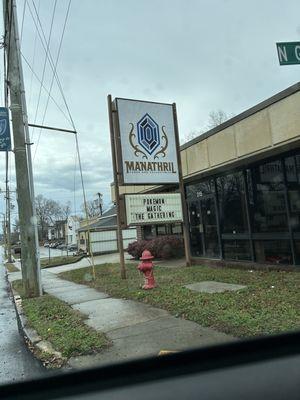 N C
MANATHRIL
POKEMON
MAGIC
THE GATHERING